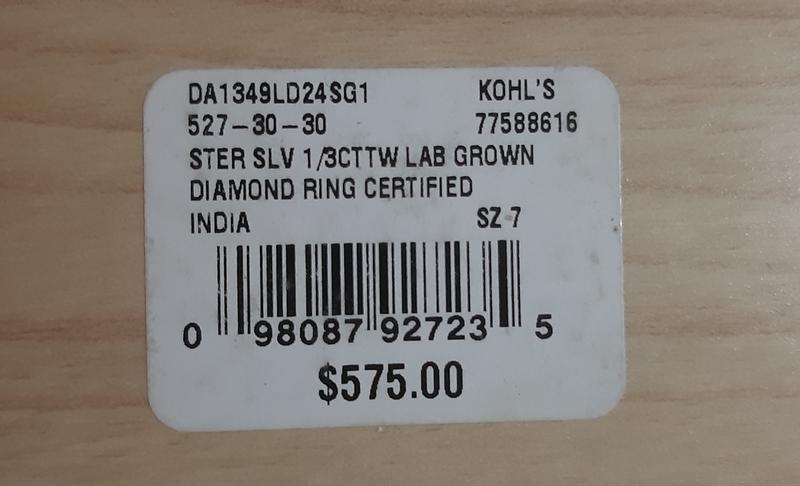 DA1349LD24SG1 KOHL'S
527-30-30 77588616
STER SLV 1/3CTTW LAB GROWN
DIAMOND RING CERTIFIED
INDIA SZ 7
0 98087 92723 5
$575.00